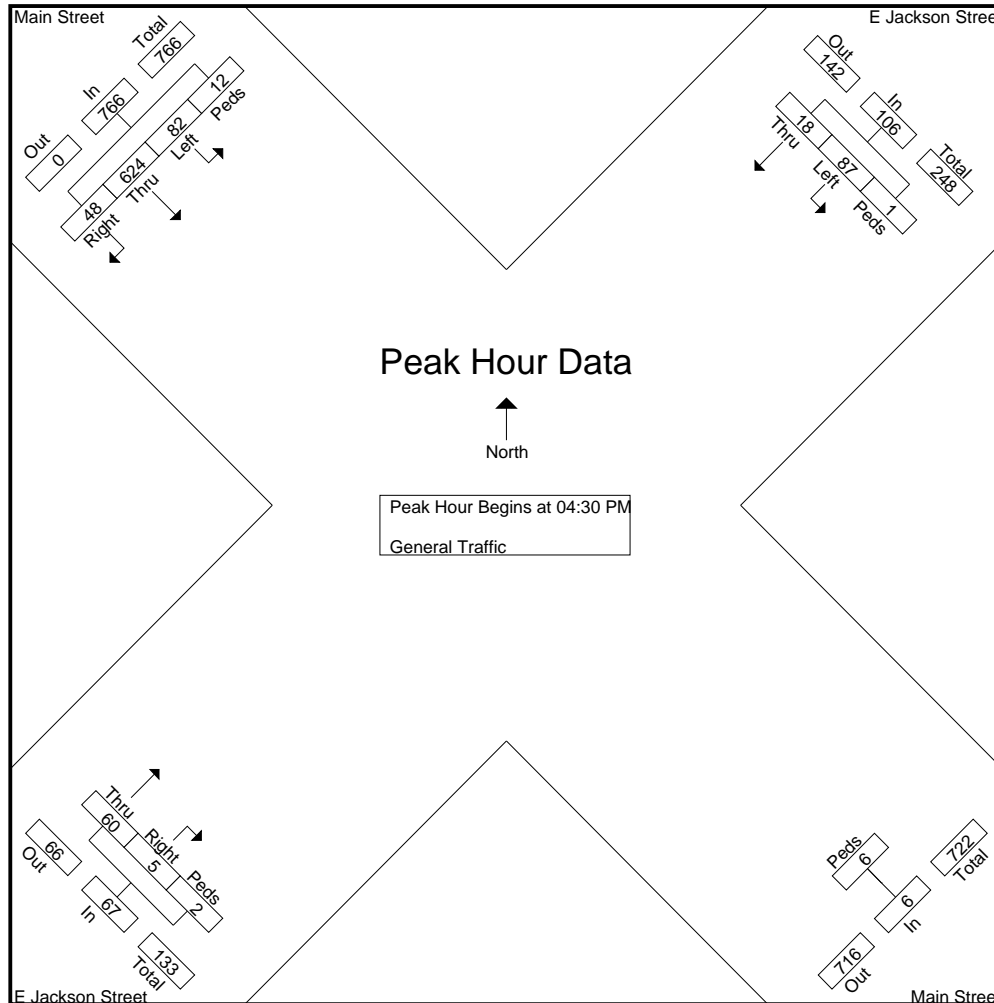 Main Street
E Jackson Street
Total
766
In
766
Out
0
12
82
624
48
Peds
Left
Thru
Right
Out
142
In
106
Total
248
18
87
1
Thru
Left
Peds
Peak Hour Data
North
Peak Hour Begins at 04:30 PM
General Traffic
Thru
Right
Peds
60
5
2
66
Out
67
In
133
Total
Peds
6
722
Total
6
In
716
Out
E Jackson Street
Main Street